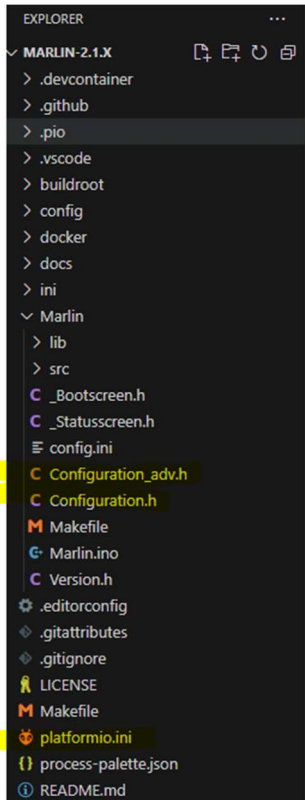 EXPLORER
MARLIN-2.1.X
.devcontainer
.github
.pio
.vscode
buildroot
config
docker
docs
ini
Marlin
lib
src
_Bootscreen.h
_Statusscreen.h
config.ini
Configuration_adv.h
Configuration.h
Makefile
Marlin.ino
Version.h
.editorconfig
.gitattributes
.gitignore
LICENSE
Makefile
platformio.ini
process-palette.json
README.md